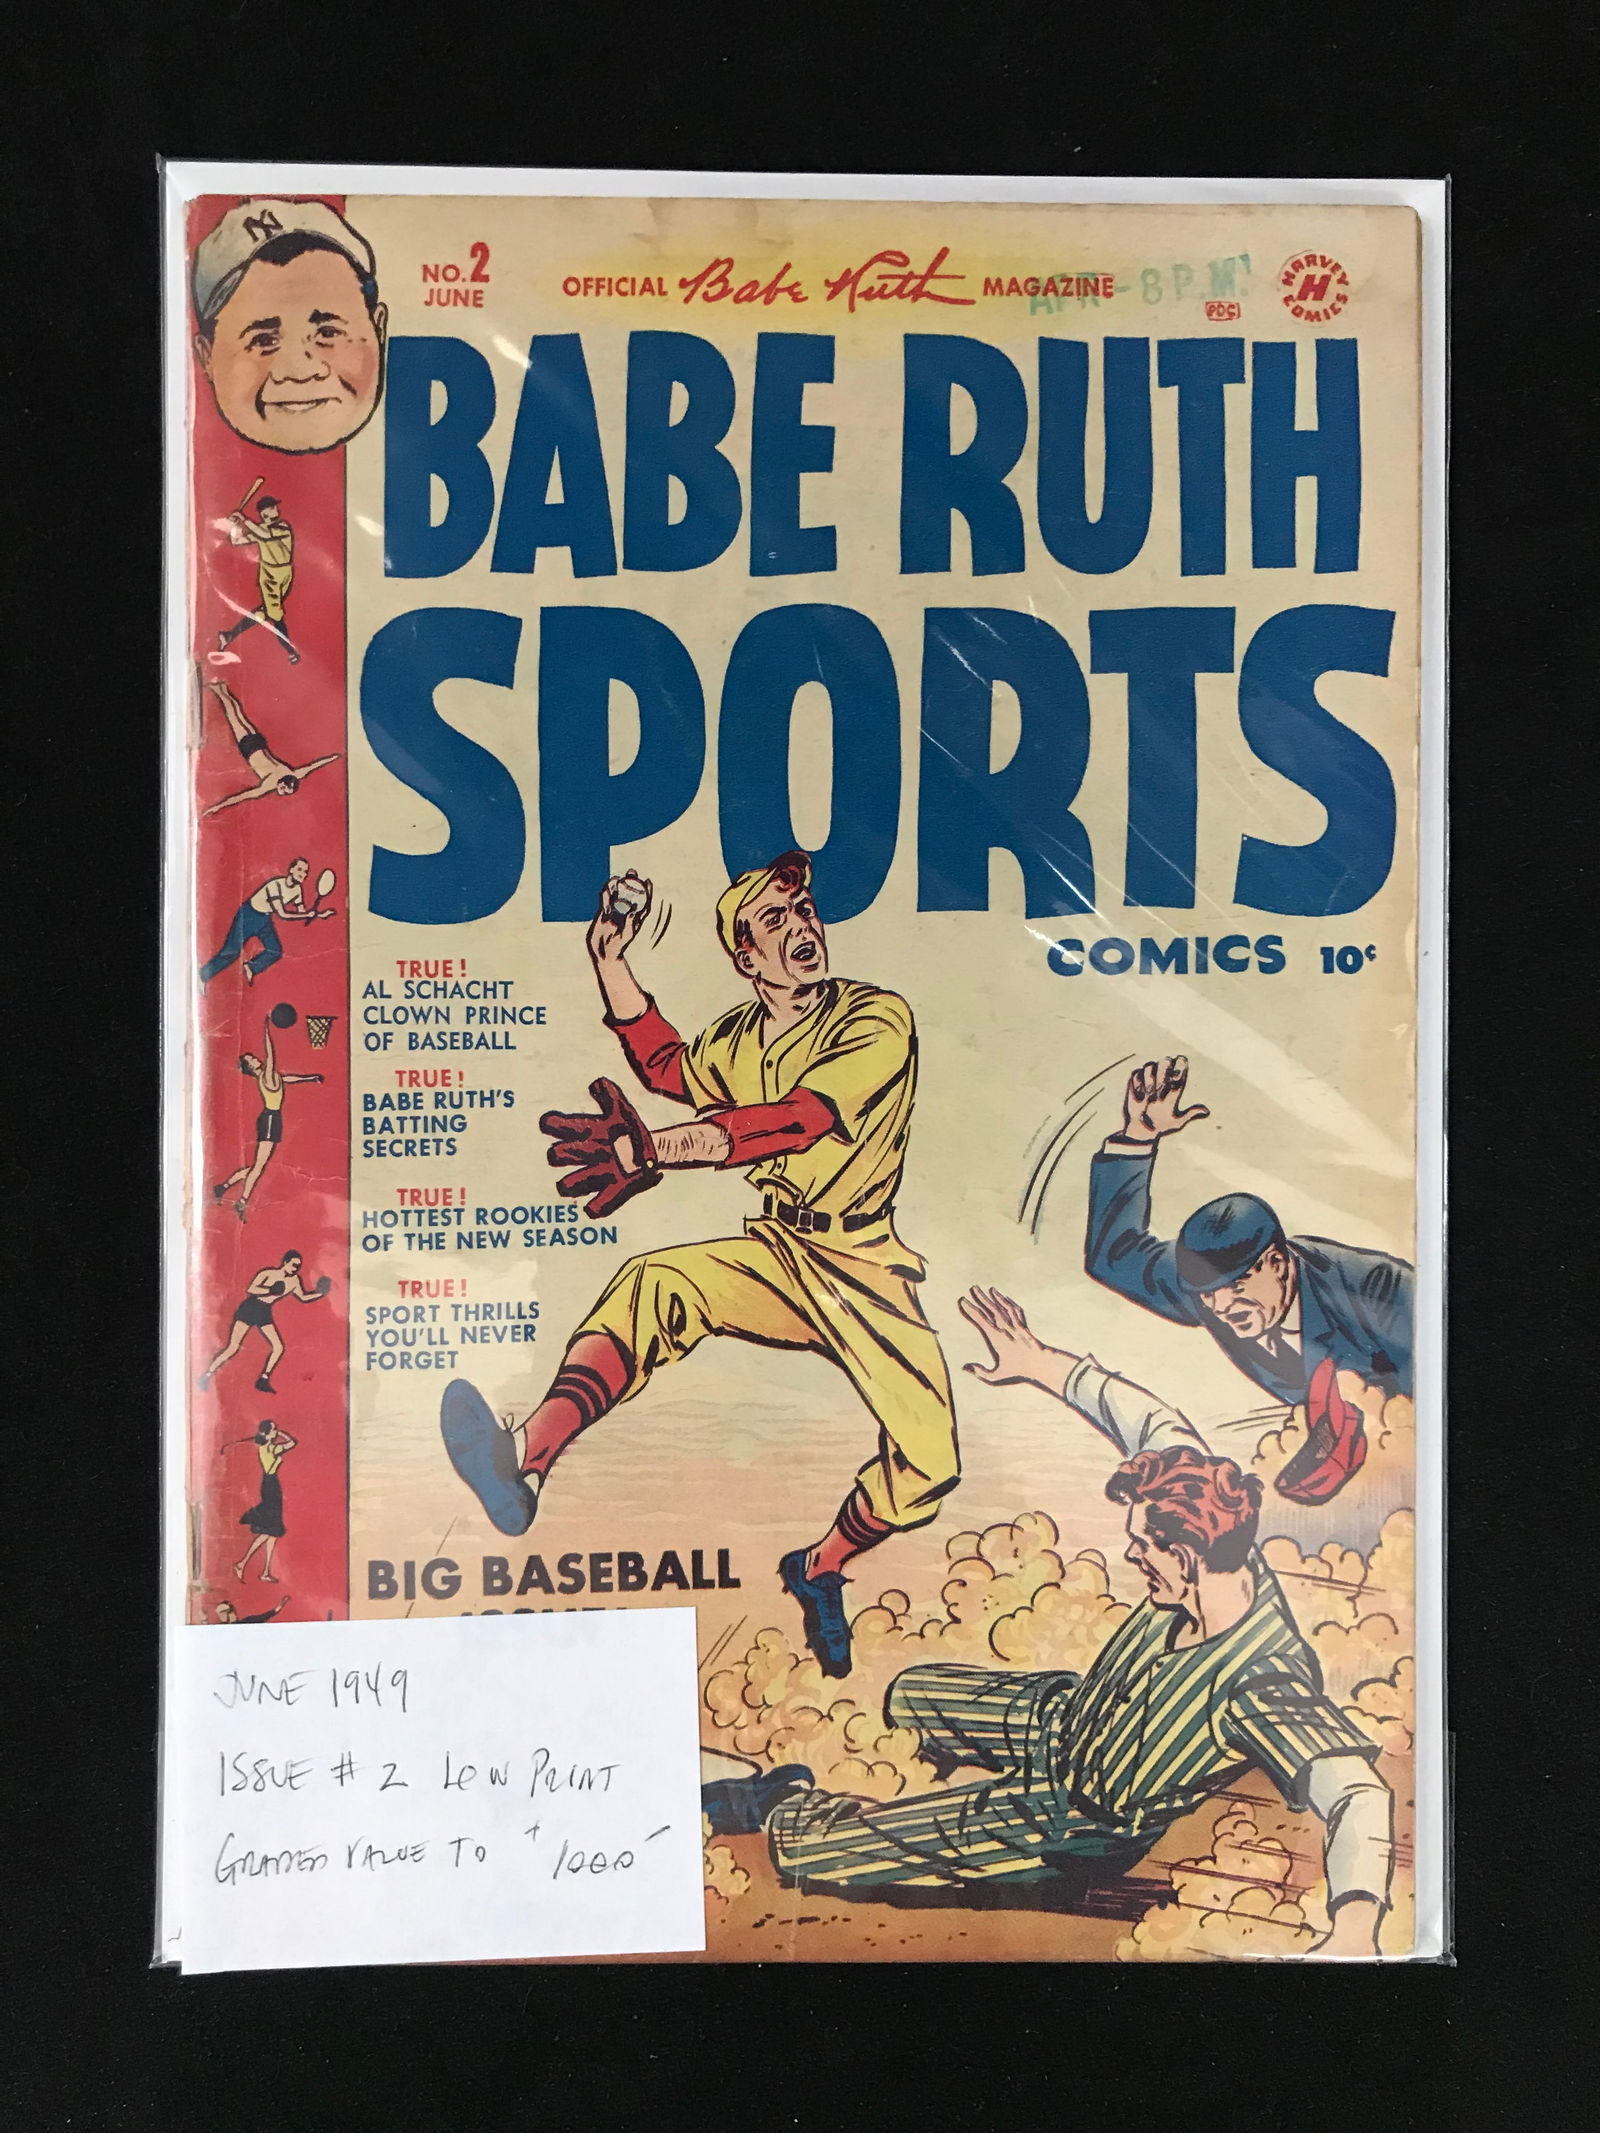 NO. 2
JUNE
OFFICIAL Babe Ruth MAGAZINE
APR - 8 P.M.
PDC
HARVEY COMICS
H
NY
BABE RUTH
SPORTS
COMICS 10¢
TRUE!
AL SCHACHT
CLOWN PRINCE
OF BASEBALL
TRUE!
BABE RUTH'S
BATTING
SECRETS
TRUE!
HOTTEST ROOKIES
OF THE NEW SEASON
TRUE!
SPORT THRILLS
YOU'LL NEVER
FORGET
BIG BASEBALL
JUNE 1949
ISSUE # 2 LOW PRINT
GRADED VALUE TO 1000